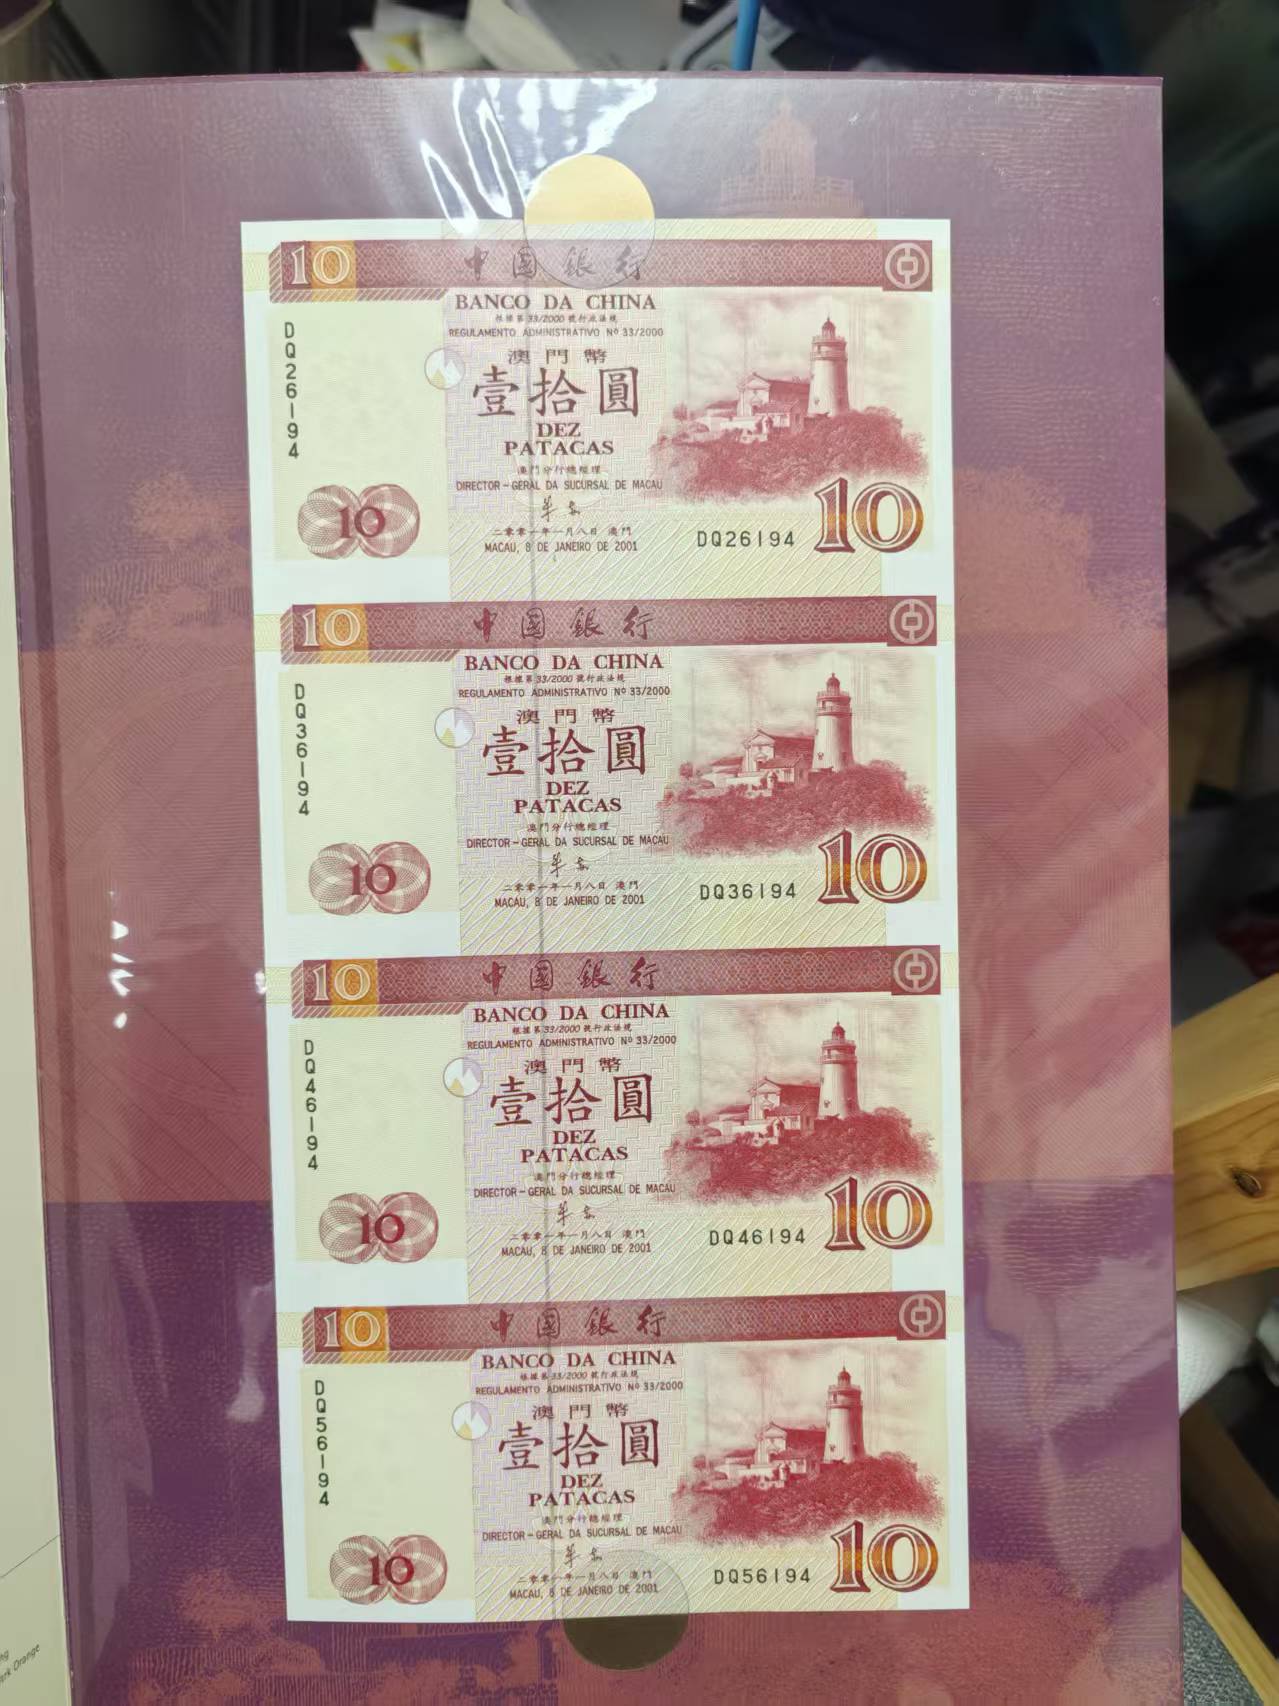 10 中國銀行
BANCO DA CHINA
根據第33/2000號行政法規
REGULAMENTO ADMINISTRATIVO Nº 33/2000
澳門幣
壹拾圓
DEZ
PATACAS
澳門分行總經理
DIRECTOR-GERAL DA SUCURSAL DE MACAU
二零零一年一月八日 澳門
MACAU, 8 DE JANEIRO DE 2001
DQ26194
DQ26194
10
10
10 中國銀行
BANCO DA CHINA
根據第33/2000號行政法規
REGULAMENTO ADMINISTRATIVO Nº 33/2000
澳門幣
壹拾圓
DEZ
PATACAS
澳門分行總經理
DIRECTOR-GERAL DA SUCURSAL DE MACAU
二零零一年一月八日 澳門
MACAU, 8 DE JANEIRO DE 2001
DQ36194
DQ36194
10
10
10 中國銀行
BANCO DA CHINA
根據第33/2000號行政法規
REGULAMENTO ADMINISTRATIVO Nº 33/2000
澳門幣
壹拾圓
DEZ
PATACAS
澳門分行總經理
DIRECTOR-GERAL DA SUCURSAL DE MACAU
二零零一年一月八日 澳門
MACAU, 8 DE JANEIRO DE 2001
DQ46194
DQ46194
10
10
10 中國銀行
BANCO DA CHINA
根據第33/2000號行政法規
REGULAMENTO ADMINISTRATIVO Nº 33/2000
澳門幣
壹拾圓
DEZ
PATACAS
澳門分行總經理
DIRECTOR-GERAL DA SUCURSAL DE MACAU
二零零一年一月八日 澳門
MACAU, 8 DE JANEIRO DE 2001
DQ56194
DQ56194
10
10
Orange